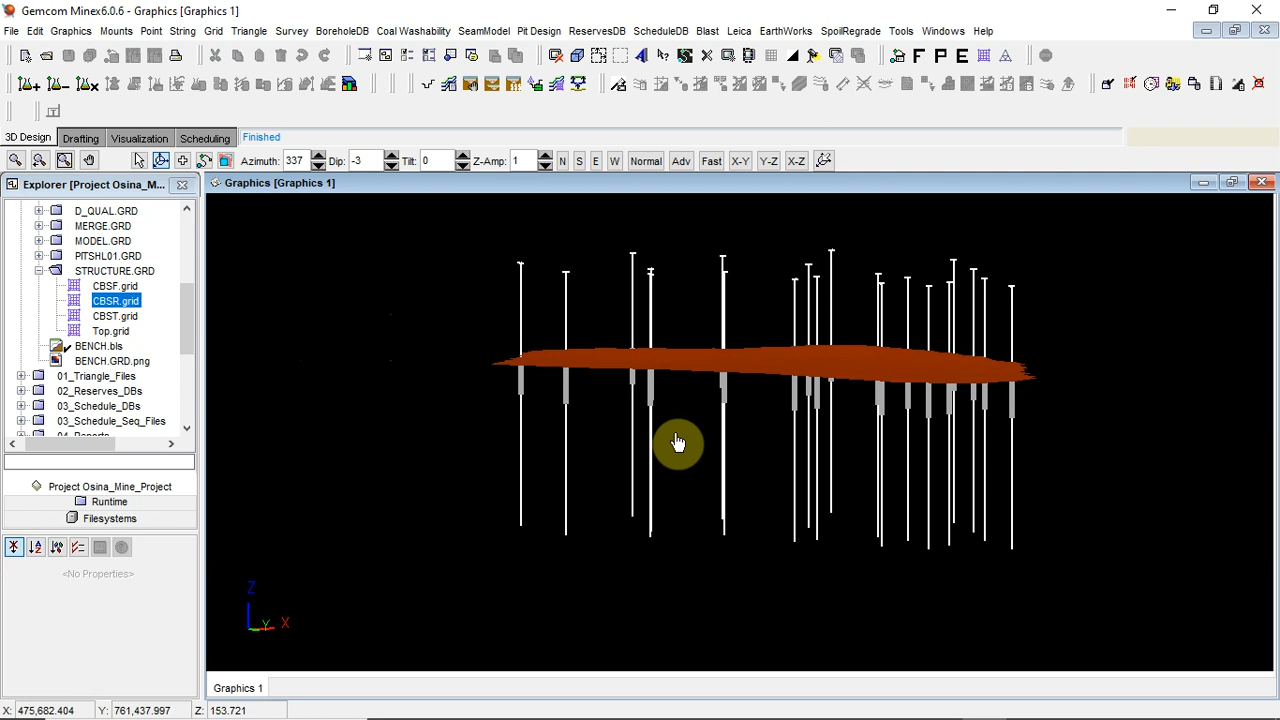 Gemcom Minex6.0.6 - Graphics [Graphics 1]
File Edit Graphics Mounts Point String Grid Triangle Survey BoreholeDB Coal Washability SeamModel Pit Design ReservesDB ScheduleDB Blast Leica EarthWorks SpoilRegrade Tools Windows Help
F P E
3D Design Drafting Visualization Scheduling Finished
Azimuth: 337 Dip: -3 Tilt: 0 Z-Amp: 1 N S E W Normal Adv Fast X-Y Y-Z X-Z
Explorer [Project Osina_Mine_P...
Graphics [Graphics 1]
D_QUAL.GRD
MERGE.GRD
MODEL.GRD
PITSHL01.GRD
STRUCTURE.GRD
CBSF.grid
CBSR.grid
CBST.grid
Top.grid
BENCH.bls
BENCH.GRD.png
01_Triangle_Files
02_Reserves_DBs
03_Schedule_DBs
03_Schedule_Seq_Files
04_Reports
Project Osina_Mine_Project
Runtime
Filesystems
<No Properties>
Z
Y X
Graphics 1
X: 475,682.404 Y: 761,437.997 Z: 153.721